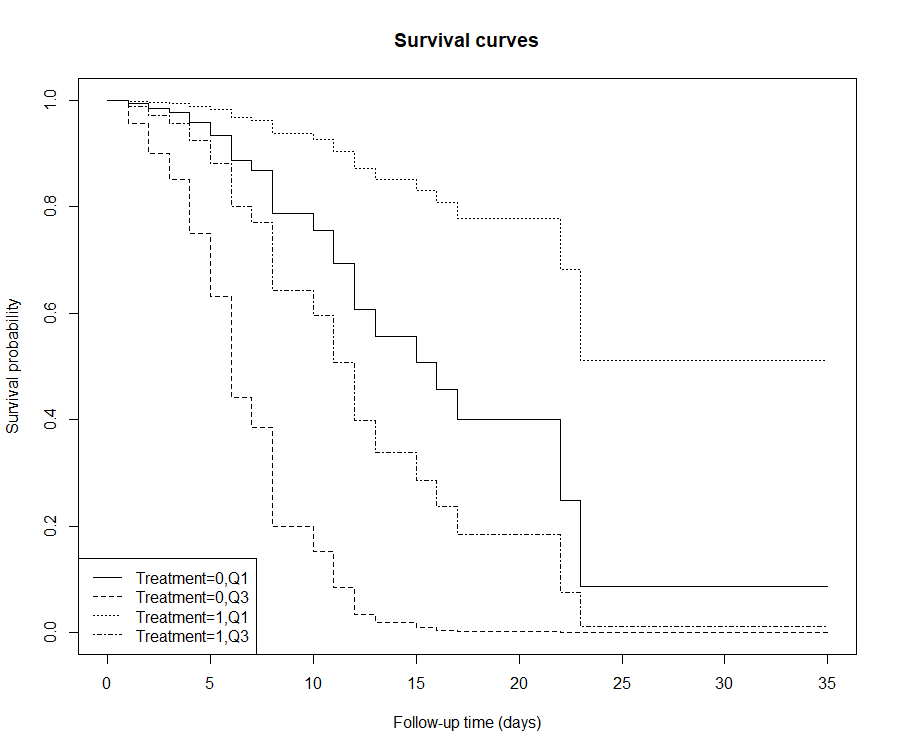 Survival curves
Survival probability
1.0
0.8
0.6
0.4
0.2
0.0
Treatment=0,Q1
Treatment=0,Q3
Treatment=1,Q1
Treatment=1,Q3
0 5 10 15 20 25 30 35
Follow-up time (days)